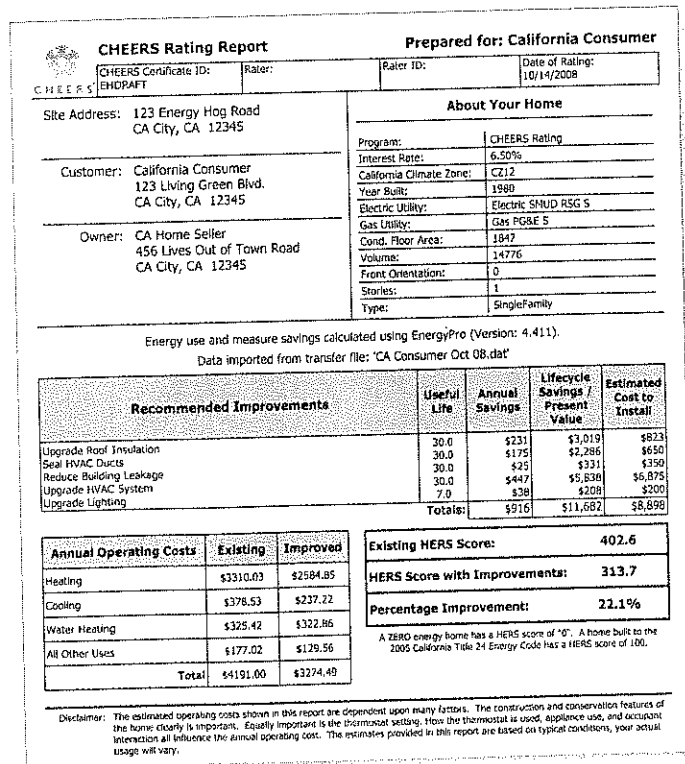 CHEERS Rating Report
Prepared for: California Consumer
CHEERS
CHEERS Certificate ID:
EHDRAFT
Rater:
Rater ID:
Date of Rating:
10/14/2008
Site Address: 123 Energy Hog Road
CA City, CA 12345
Customer: California Consumer
123 Living Green Blvd.
CA City, CA 12345
Owner: CA Home Seller
456 Lives Out of Town Road
CA City, CA 12345
About Your Home
Program: CHEERS Rating
Interest Rate: 6.50%
California Climate Zone: CZ12
Year Built: 1980
Electric Utility: Electric SMUD RSG S
Gas Utility: Gas PG&E S
Cond. Floor Area: 1847
Volume: 14776
Front Orientation: 0
Stories: 1
Type: SingleFamily
Energy use and measure savings calculated using EnergyPro (Version: 4.411).
Data imported from transfer file: 'CA Consumer Oct 08.dat'
Recommended Improvements Useful Life Annual Savings Lifecycle Savings / Present Value Estimated Cost to Install
Upgrade Roof Insulation 30.0 $231 $3,019 $823
Seal HVAC Ducts 30.0 $175 $2,286 $650
Reduce Building Leakage 30.0 $25 $331 $350
Upgrade HVAC System 30.0 $447 $5,838 $6,875
Upgrade Lighting 7.0 $38 $208 $200
Totals: $916 $11,682 $8,898
Annual Operating Costs Existing Improved
Heating $3310.03 $2584.85
Cooling $378.53 $237.22
Water Heating $325.42 $322.86
All Other Uses $177.02 $129.56
Total $4191.00 $3274.49
Existing HERS Score: 402.6
HERS Score with Improvements: 313.7
Percentage Improvement: 22.1%
A ZERO energy home has a HERS score of "0". A home built to the
2005 California Title 24 Energy Code has a HERS score of 100.
Disclaimer: The estimated operating costs shown in this report are dependent upon many factors. The construction and conservation features of
the home clearly is important. Equally important is the thermostat setting. How the thermostat is used, appliance use, and occupant
interaction all influence the annual operating cost. The estimates provided in this report are based on typical conditions, your actual
usage will vary.